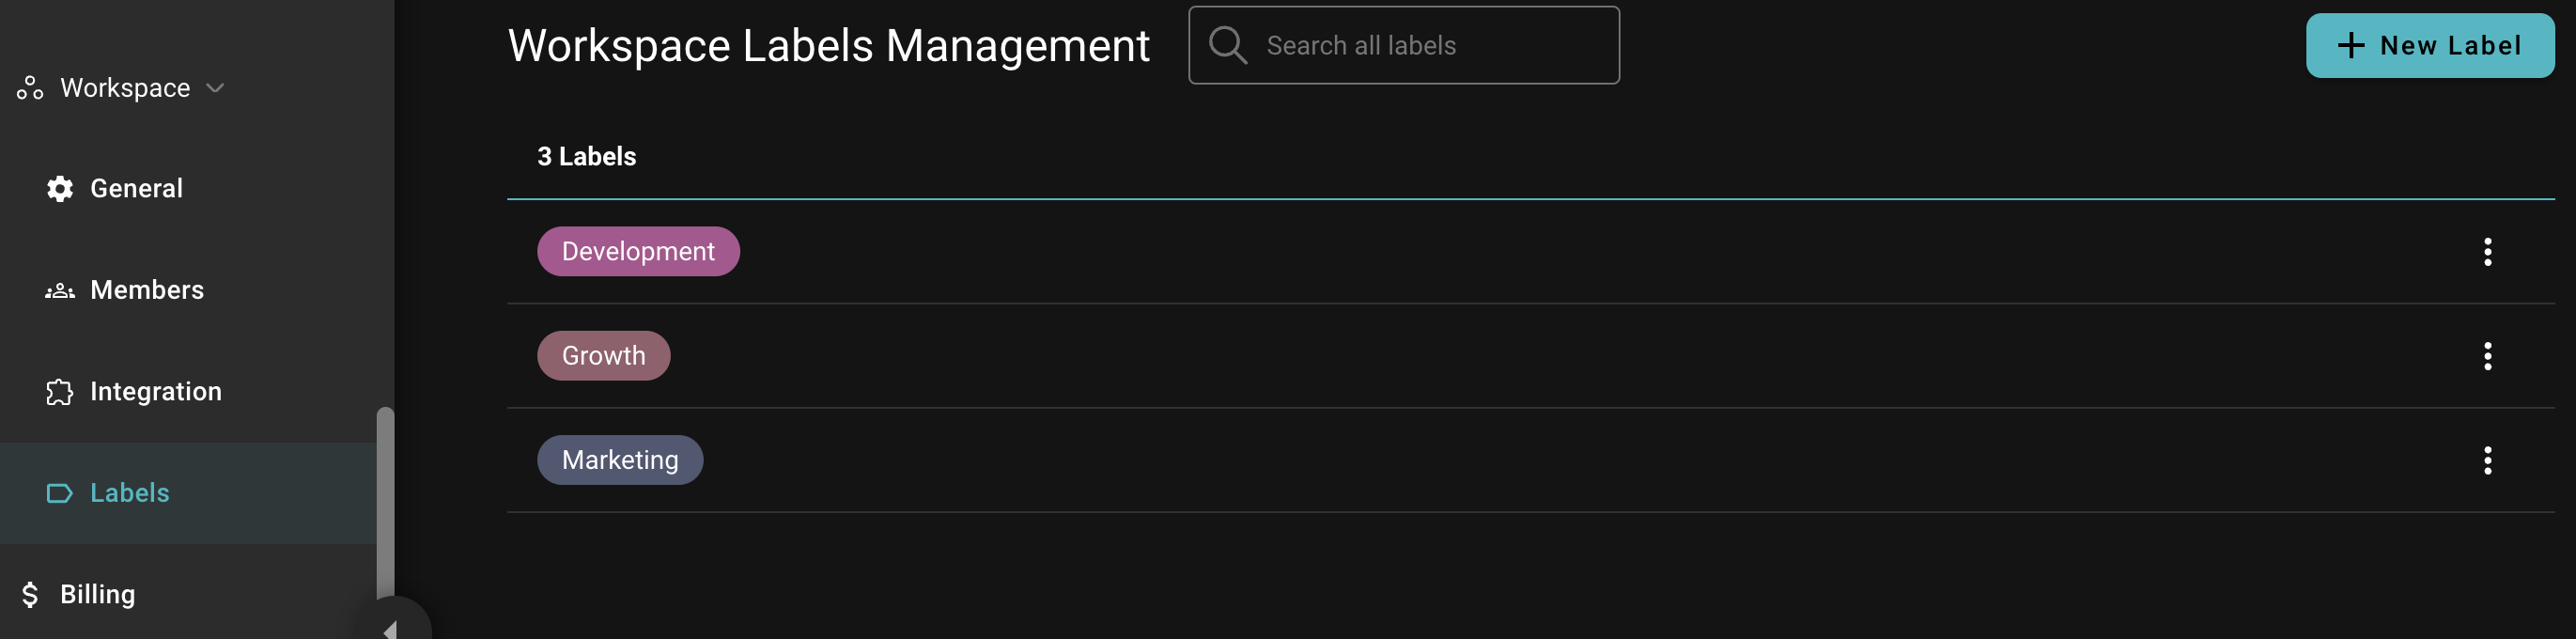 Workspace
General
Members
Integration
Labels
Billing
Workspace Labels Management
Search all labels
New Label
3 Labels
Development
Growth
Marketing